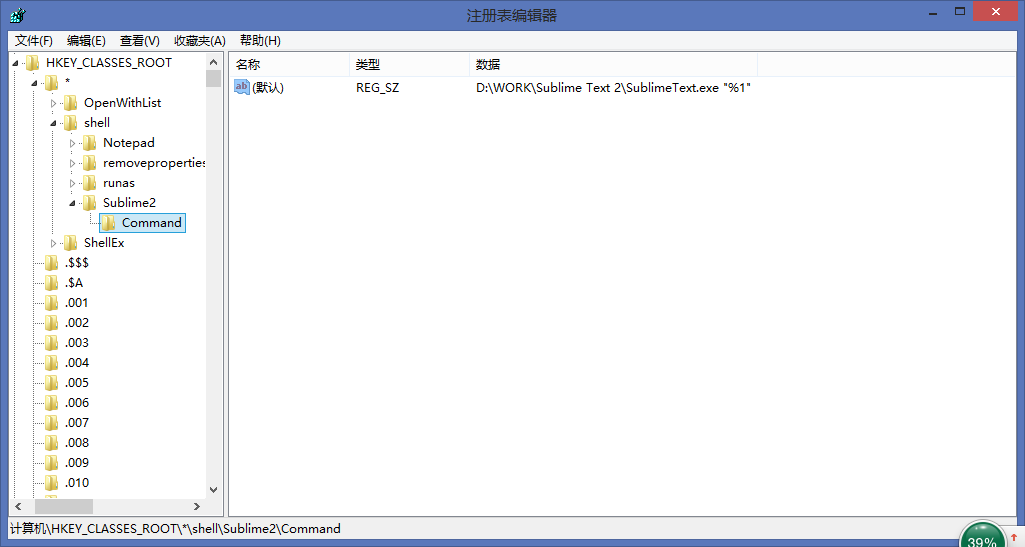 注册表编辑器
文件(F) 编辑(E) 查看(V) 收藏夹(A) 帮助(H)
HKEY_CLASSES_ROOT
*
OpenWithList
shell
Notepad
removeproperties
runas
Sublime2
Command
ShellEx
.$$$
.$A
.001
.002
.003
.004
.005
.006
.007
.008
.009
.010
名称 类型 数据
ab (默认) REG_SZ D:\WORK\Sublime Text 2\SublimeText.exe "%1"
计算机\HKEY_CLASSES_ROOT\*\shell\Sublime2\Command
39%